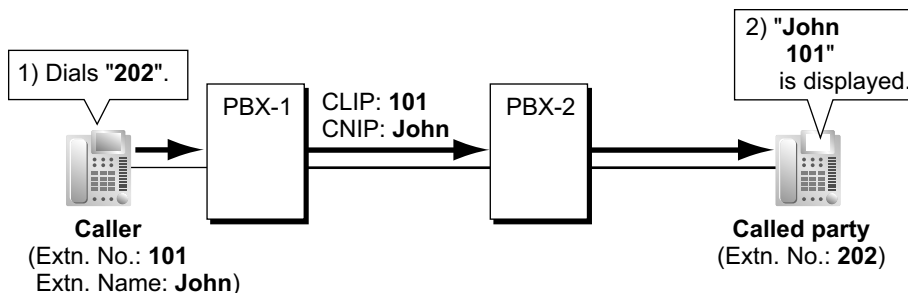 1) Dials "202".
PBX-1
CLIP: 101
CNIP: John
PBX-2
2) "John
101"
is displayed.
Caller
(Extn. No.: 101
Extn. Name: John)
Called party
(Extn. No.: 202)